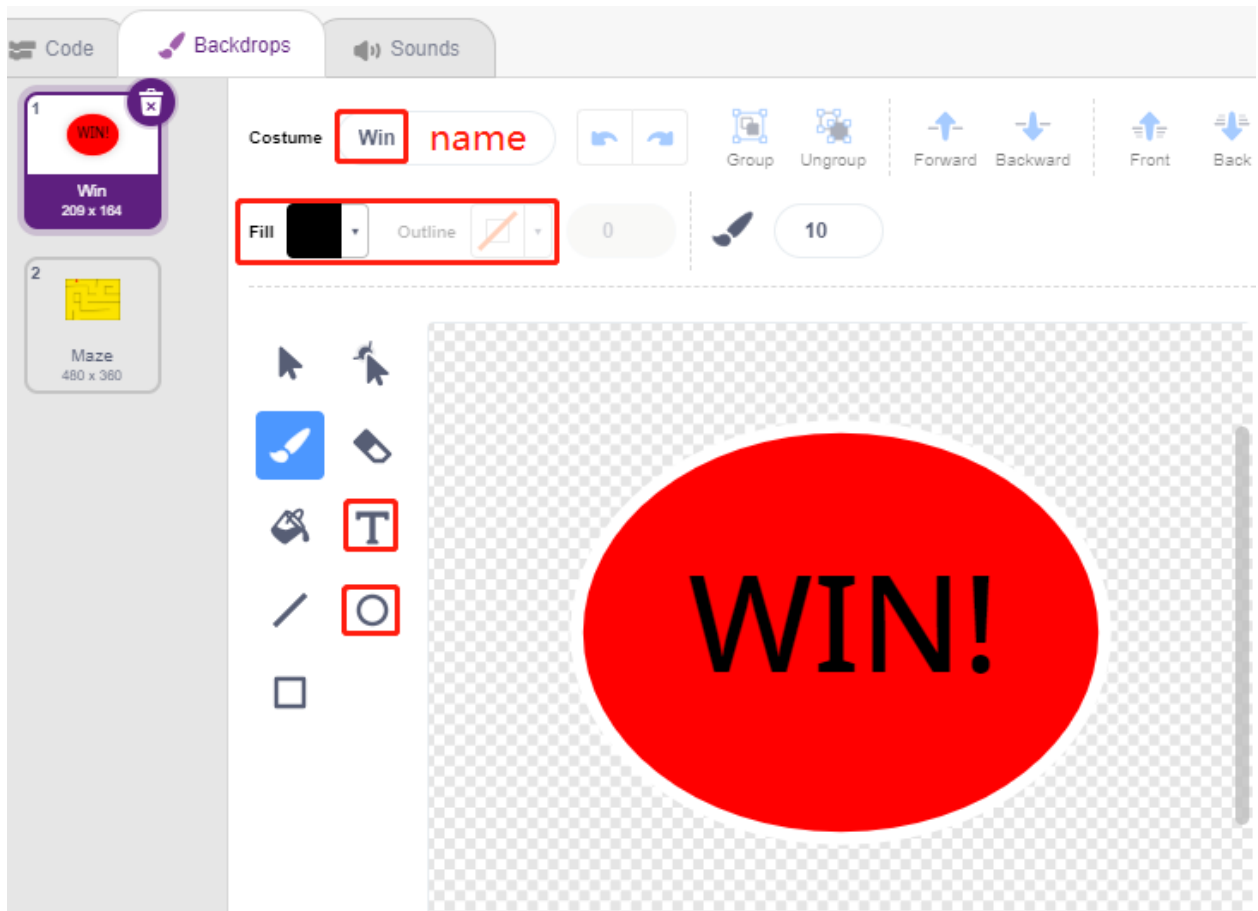 Code
Backdrops
Sounds
1
WIN!
Win
209 x 164
2
Maze
480 x 360
Costume
Win
name
Group
Ungroup
Forward
Backward
Front
Back
Fill
Outline
0
10
T
WIN!